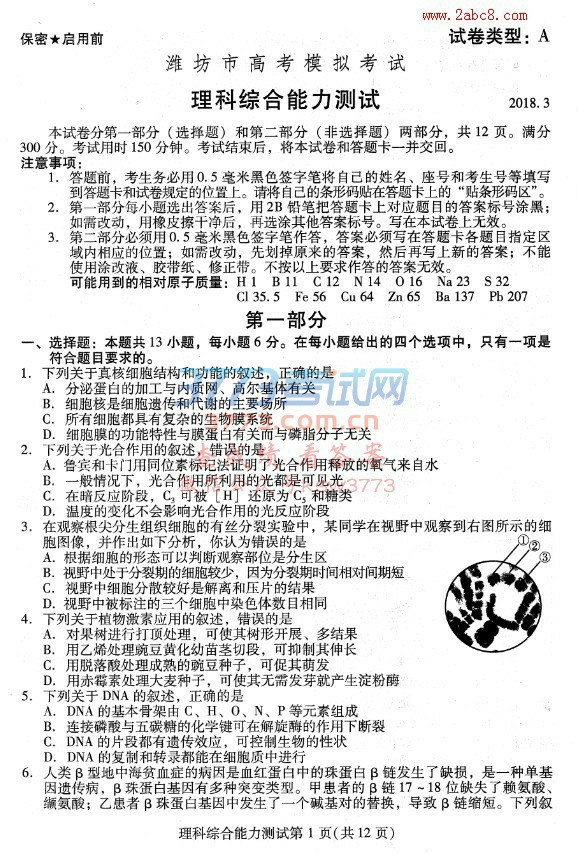 www.2abc8.com
保密★启用前
试卷类型：A
潍坊市高考模拟考试
理科综合能力测试
2018.3
本试卷分第一部分（选择题）和第二部分（非选择题）两部分，共12页。满分
300分。考试用时150分钟。考试结束后，将本试卷和答题卡一并交回。
注意事项：
1. 答题前，考生务必用0.5毫米黑色签字笔将自己的姓名、座号和考生号等填写
到答题卡和试卷规定的位置上。请将自己的条形码贴在答题卡上的“贴条形码区”。
2. 第一部分每小题选出答案后，用2B铅笔把答题卡上对应题目的答案标号涂黑；
如需改动，用橡皮擦干净后，再选涂其他答案标号。写在本试卷上无效。
3. 第二部分必须用0.5毫米黑色签字笔作答，答案必须写在答题卡各题目指定区
域内相应的位置；如需改动，先划掉原来的答案，然后再写上新的答案；不能
使用涂改液、胶带纸、修正带。不按以上要求作答的答案无效。
可能用到的相对原子质量：H 1 B 11 C 12 N 14 O 16 Na 23 S 32
Cl 35.5 Fe 56 Cu 64 Zn 65 Ba 137 Pb 207
第一部分
一、选择题：本题共13小题，每小题6分。在每小题给出的四个选项中，只有一项是
符合题目要求的。
1. 下列关于真核细胞结构和功能的叙述，正确的是
A. 分泌蛋白的加工与内质网、高尔基体有关
B. 细胞核是细胞遗传和代谢的主要场所
C. 所有细胞都具有复杂的生物膜系统
D. 细胞膜的功能特性与膜蛋白有关而与磷脂分子无关
2. 下列关于光合作用的叙述，错误的是
A. 鲁宾和卡门用同位素标记法证明了光合作用释放的氧气来自水
B. 一般情况下，光合作用所利用的光都是可见光
C. 在暗反应阶段，C₃可被［H］还原为C₅和糖类
D. 温度的变化不会影响光合作用的光反应阶段
3. 在观察根尖分生组织细胞的有丝分裂实验中，某同学在视野中观察到右图所示的细
胞图像，并作出如下分析，你认为错误的是
A. 根据细胞的形态可以判断观察部位是分生区
B. 视野中处于分裂期的细胞较少，因为分裂期时间相对间期短
C. 视野中细胞分散较好是解离和压片的结果
D. 视野中被标注的三个细胞中染色体数目相同
①
②
③
4. 下列关于植物激素应用的叙述，错误的是
A. 对果树进行打顶处理，可使其树形开展、多结果
B. 用乙烯处理豌豆黄化幼苗茎切段，可抑制其伸长
C. 用脱落酸处理成熟的豌豆种子，可促其萌发
D. 用赤霉素处理大麦种子，可使其无需发芽就产生淀粉酶
5. 下列关于DNA的叙述，正确的是
A. DNA的基本骨架由C、H、O、N、P等元素组成
B. 连接磷酸与五碳糖的化学键可在解旋酶的作用下断裂
C. DNA的片段都有遗传效应，可控制生物的性状
D. DNA的复制和转录都能在细胞质中进行
6. 人类β型地中海贫血症的病因是血红蛋白中的珠蛋白β链发生了缺损，是一种单基
因遗传病，β珠蛋白基因有多种突变类型。甲患者的β链17～18位缺失了赖氨酸、
缬氨酸；乙患者β珠蛋白基因中发生了一个碱基对的替换，导致β链缩短。下列叙
理科综合能力测试第1页(共12页)